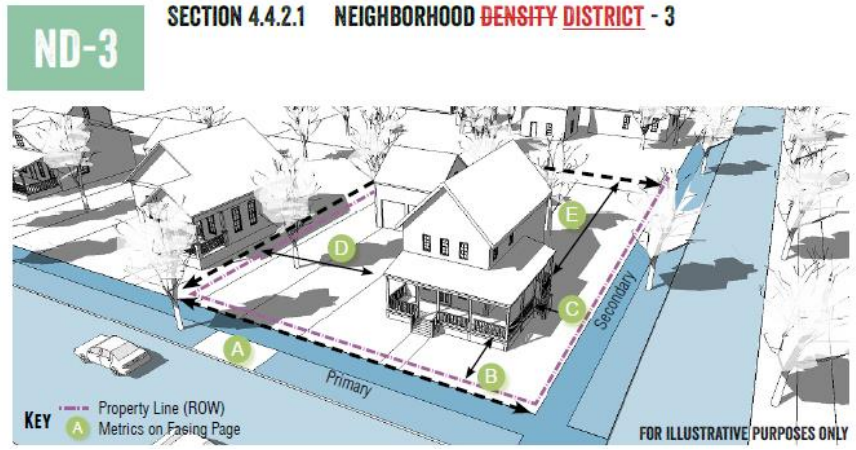 SECTION 4.4.2.1 NEIGHBORHOOD DENSITY DISTRICT - 3
ND-3
E
D
C
Secondary
A
B
Primary
KEY
Property Line (ROW)
A Metrics on Facing Page
FOR ILLUSTRATIVE PURPOSES ONLY